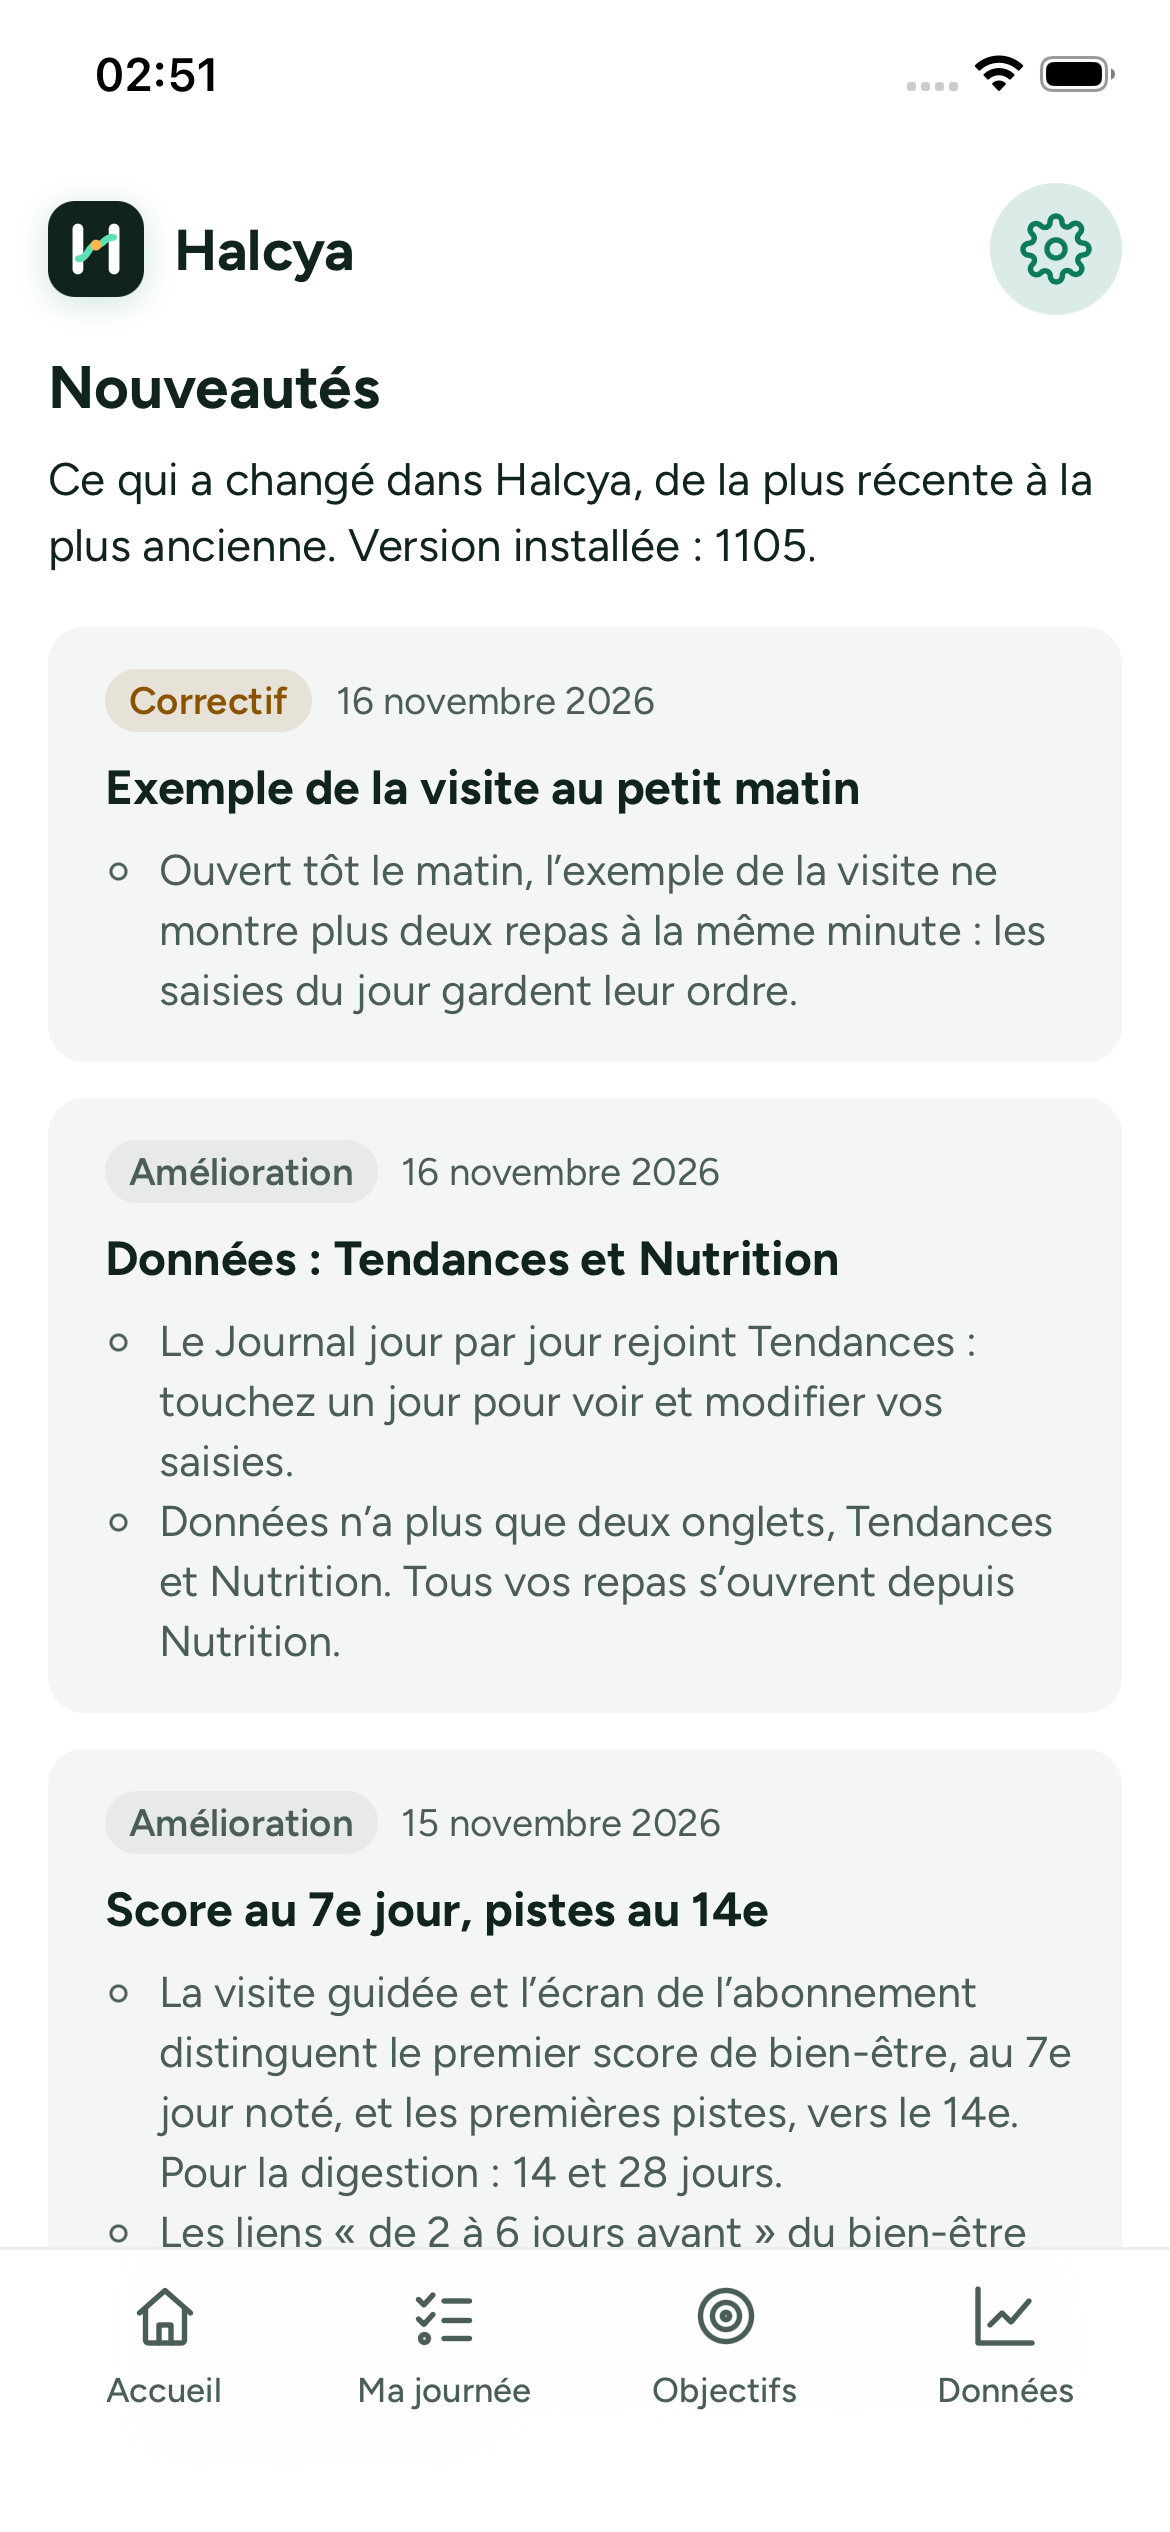 02:51
Halcya
Nouveautés
Ce qui a changé dans Halcya, de la plus récente à la
plus ancienne. Version installée : 1105.
Correctif
16 novembre 2026
Exemple de la visite au petit matin
Ouvert tôt le matin, l’exemple de la visite ne
montre plus deux repas à la même minute : les
saisies du jour gardent leur ordre.
Amélioration
16 novembre 2026
Données : Tendances et Nutrition
Le Journal jour par jour rejoint Tendances :
touchez un jour pour voir et modifier vos
saisies.
Données n’a plus que deux onglets, Tendances
et Nutrition. Tous vos repas s’ouvrent depuis
Nutrition.
Amélioration
15 novembre 2026
Score au 7e jour, pistes au 14e
La visite guidée et l’écran de l’abonnement
distinguent le premier score de bien-être, au 7e
jour noté, et les premières pistes, vers le 14e.
Pour la digestion : 14 et 28 jours.
Les liens « de 2 à 6 jours avant » du bien-être
Accueil
Ma journée
Objectifs
Données